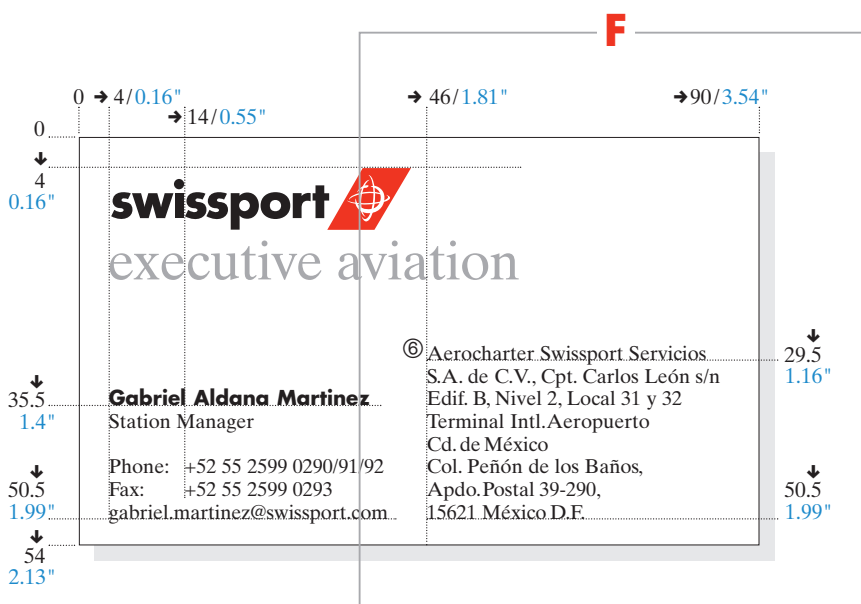 F
0 ➔ 4/0.16" ➔ 46/1.81" ➔90/3.54"
➔14/0.55"
0
4
0.16"
swissport
executive aviation
⑥ Aerocharter Swissport Servicios
S.A. de C.V., Cpt. Carlos León s/n
Edif. B, Nivel 2, Local 31 y 32
Terminal Intl.Aeropuerto
Cd. de México
Col. Peñón de los Baños,
Apdo.Postal 39-290,
15621 México D.F.
29.5
1.16"
35.5
1.4"
Gabriel Aldana Martinez
Station Manager
Phone: +52 55 2599 0290/91/92
Fax: +52 55 2599 0293
gabriel.martinez@swissport.com
50.5
1.99"
50.5
1.99"
54
2.13"